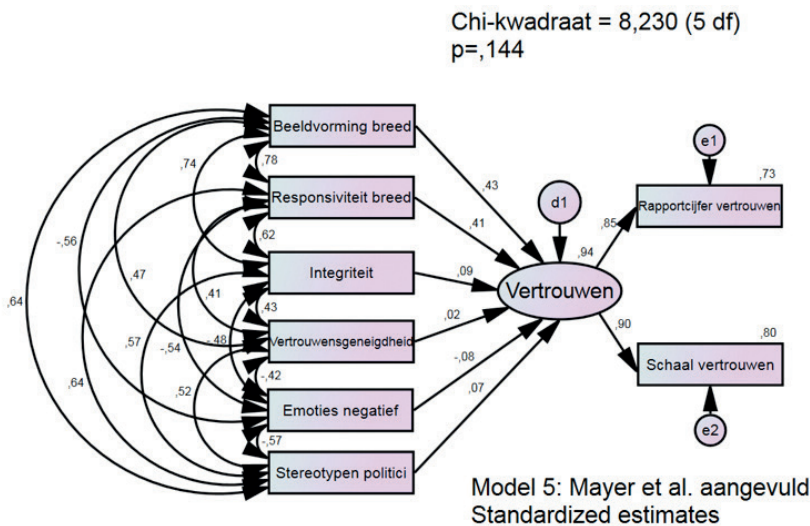 Chi-kwadraat = 8,230 (5 df)
p=,144
Beeldvorming breed
,74
,78
Responsiviteit breed
-,56
,62
Integriteit
,64
,47
,41
,43
Vertrouwensgeneigdheid
,57
-,54
-,48
,64
,52
-,42
Emoties negatief
-,57
Stereotypen politici
,43
,41
,09
,02
-,08
,07
d1
,94
Vertrouwen
,85
,90
e1
,73
Rapportcijfer vertrouwen
,80
Schaal vertrouwen
e2
Model 5: Mayer et al. aangevuld
Standardized estimates